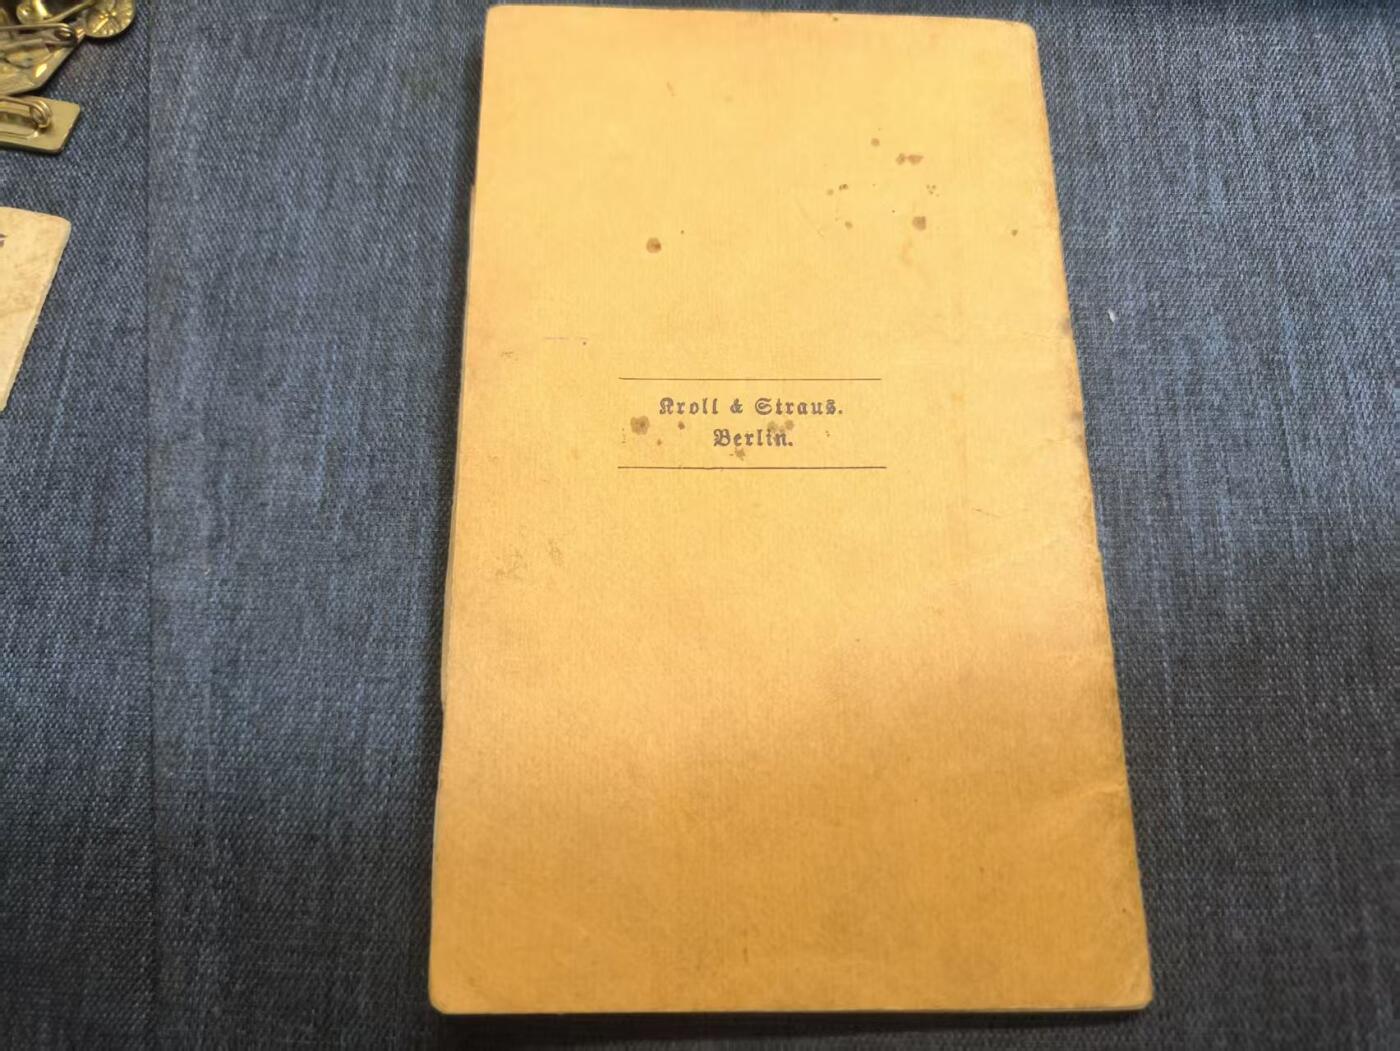 Kroll & Straus.
Berlin.